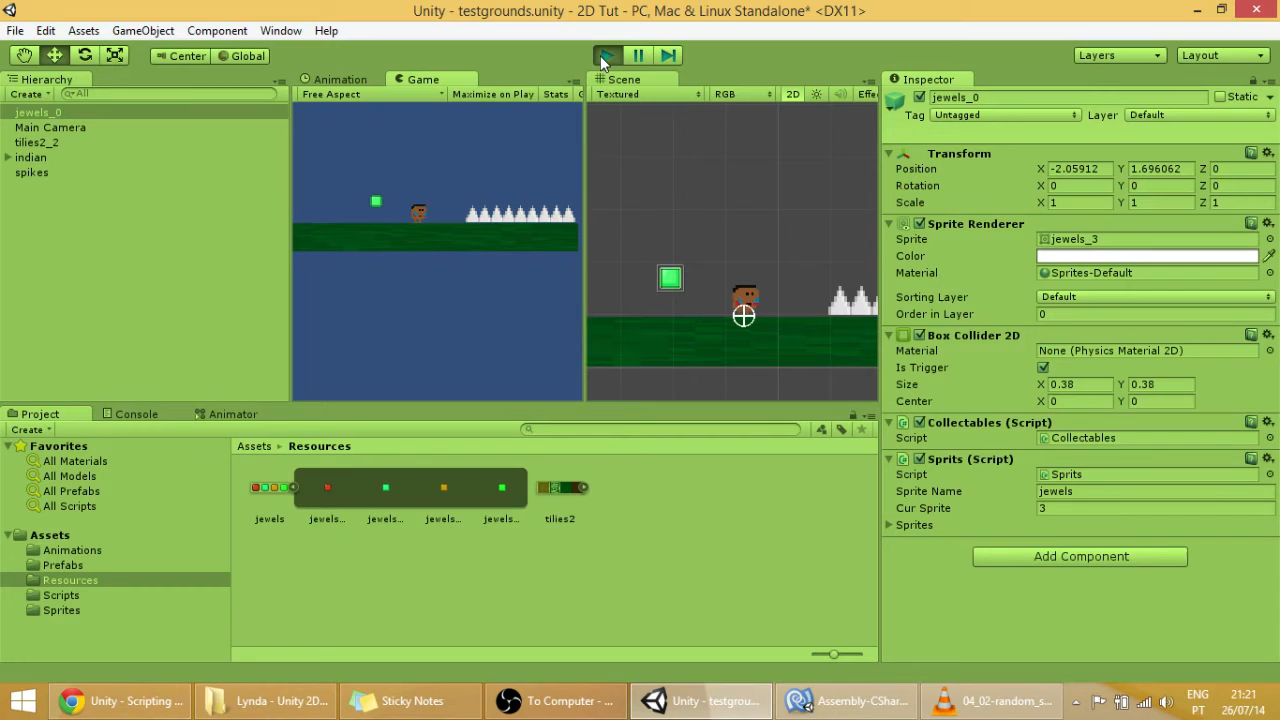 Unity - testgrounds.unity - 2D Tut - PC, Mac & Linux Standalone* <DX11>
File Edit Assets GameObject Component Window Help
Center Global Layers Layout
Hierarchy
Create All
jewels_0
Main Camera
tilies2_2
indian
spikes
Animation Game
Free Aspect Maximize on Play Stats
Scene
Textured RGB 2D Effe
Inspector
jewels_0 Static
Tag Untagged Layer Default
Transform
Position X -2.05912 Y 1.696062 Z 0
Rotation X 0 Y 0 Z 0
Scale X 1 Y 1 Z 1
Sprite Renderer
Sprite jewels_3
Color
Material Sprites-Default
Sorting Layer Default
Order in Layer 0
Box Collider 2D
Material None (Physics Material 2D)
Is Trigger
Size X 0.38 Y 0.38
Center X 0 Y 0
Collectables (Script)
Script Collectables
Sprits (Script)
Script Sprits
Sprite Name jewels
Cur Sprite 3
Sprites
Add Component
Project Console Animator
Create
Favorites
All Materials
All Models
All Prefabs
All Scripts
Assets
Animations
Prefabs
Resources
Scripts
Sprites
Assets Resources
jewels jewels... jewels... jewels... jewels... tilies2
Unity - Scripting ... Lynda - Unity 2D... Sticky Notes To Computer - ... Unity - testgrou... Assembly-CShar... 04_02-random_s...
ENG 21:21
PT 26/07/14